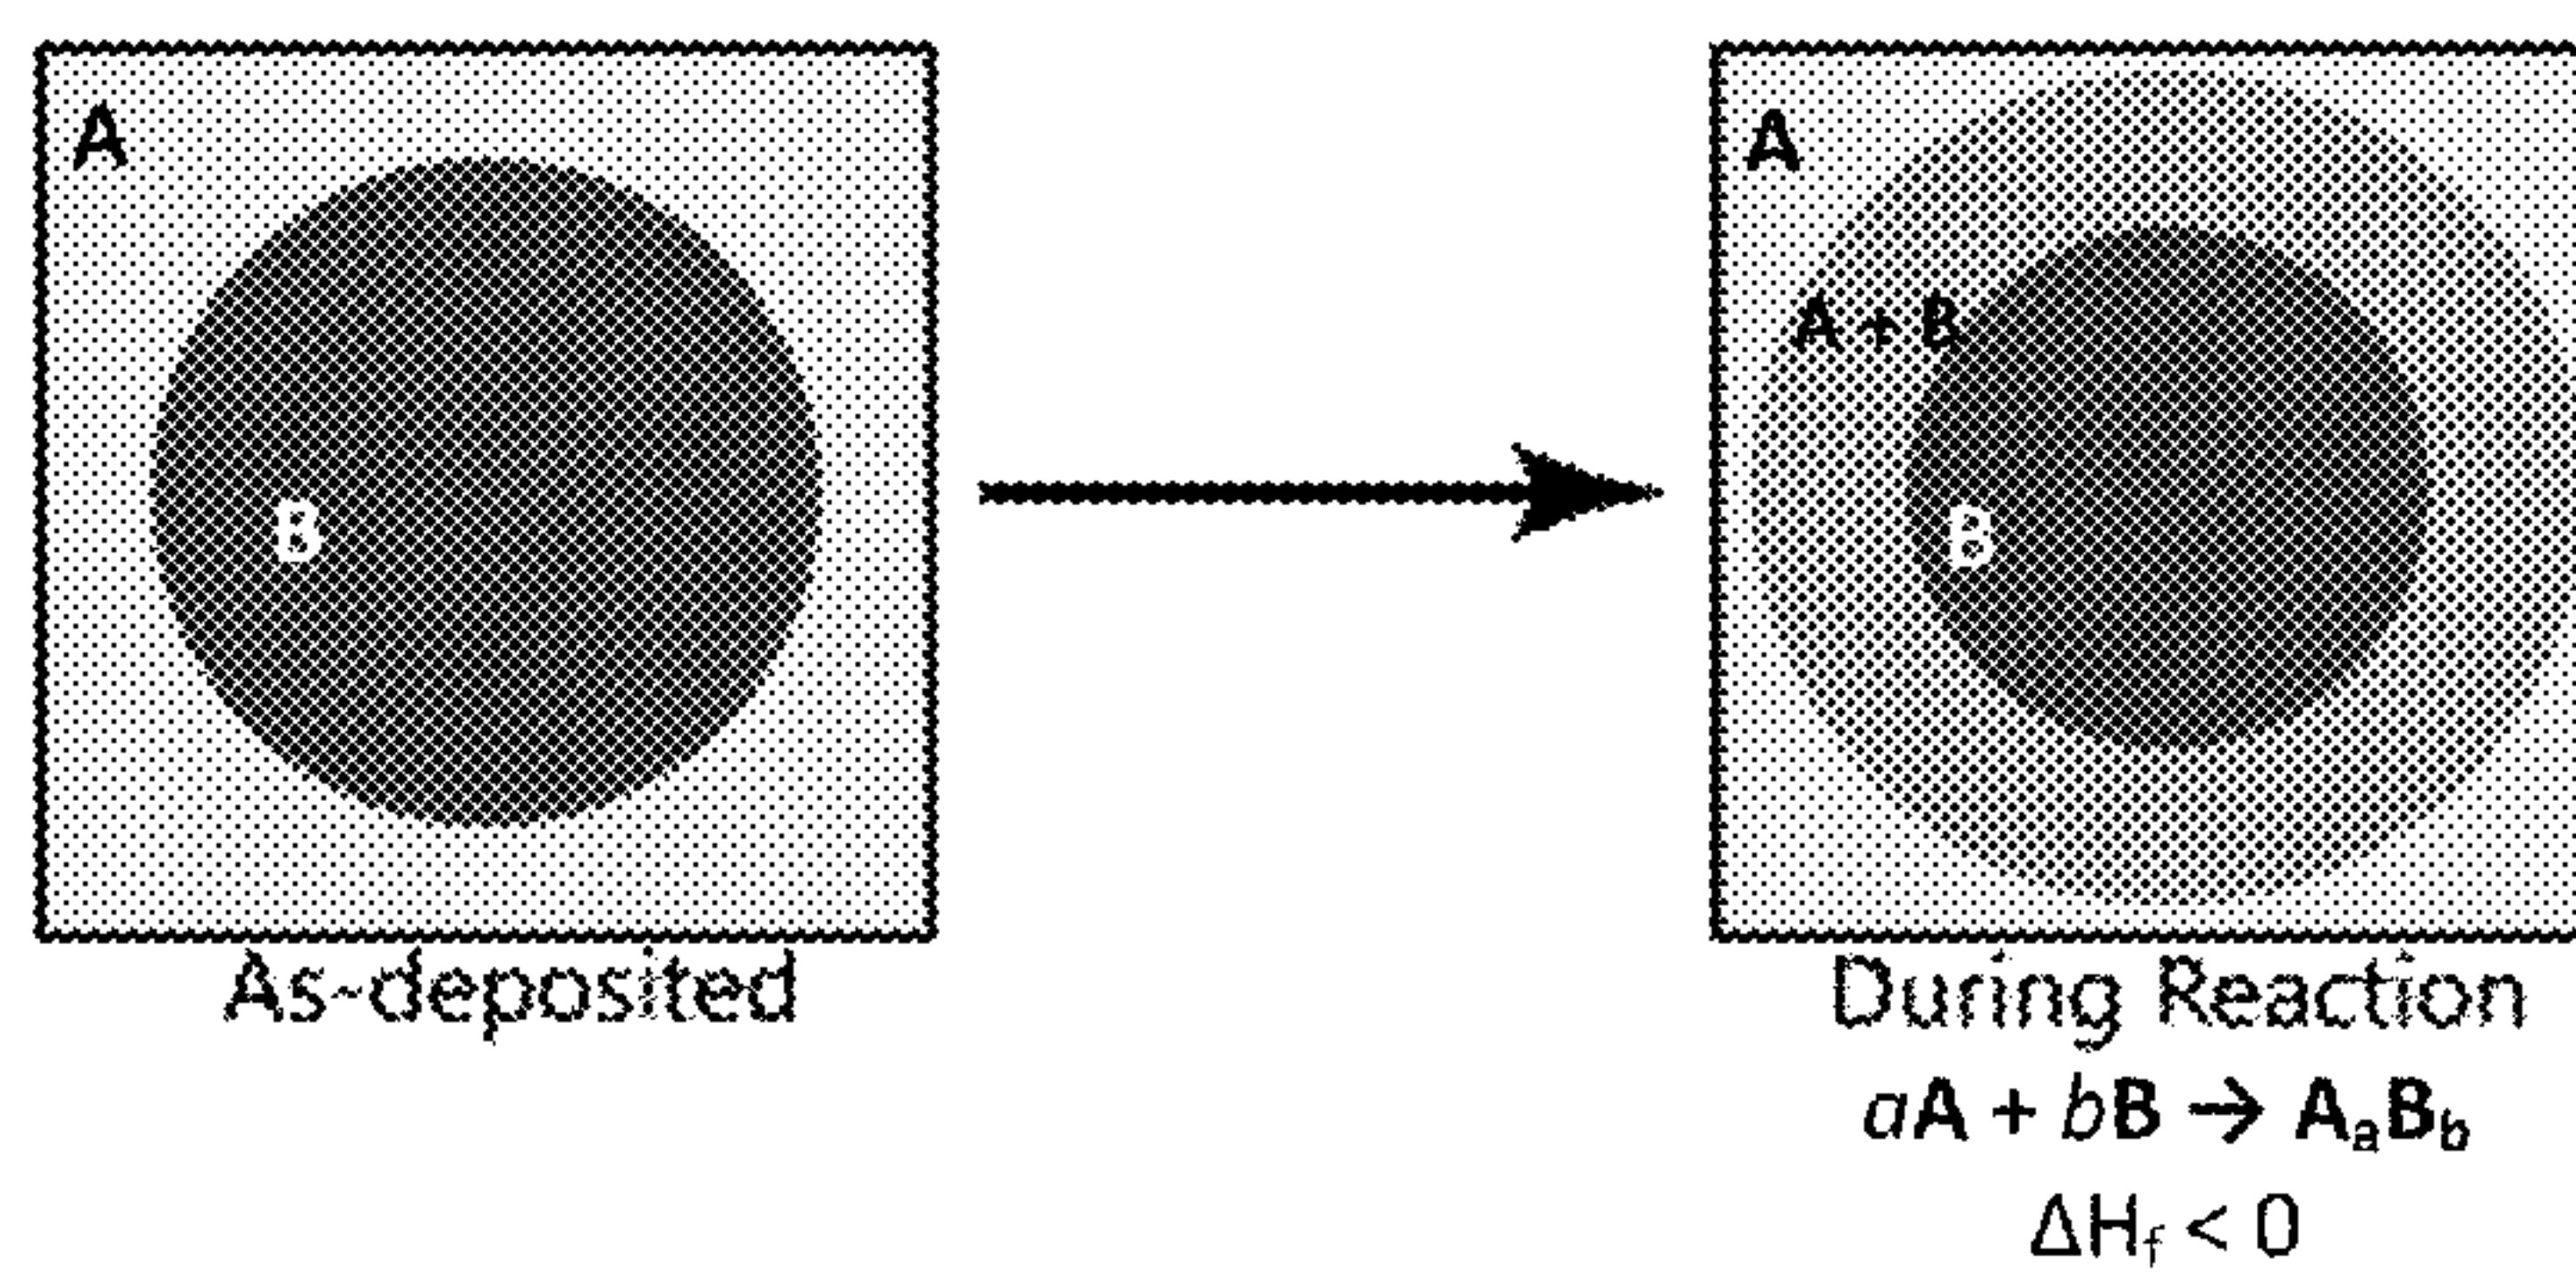 A
B
As-deposited
A
A + B
B
During Reaction
aA + bB → AₐBb
ΔHf < 0